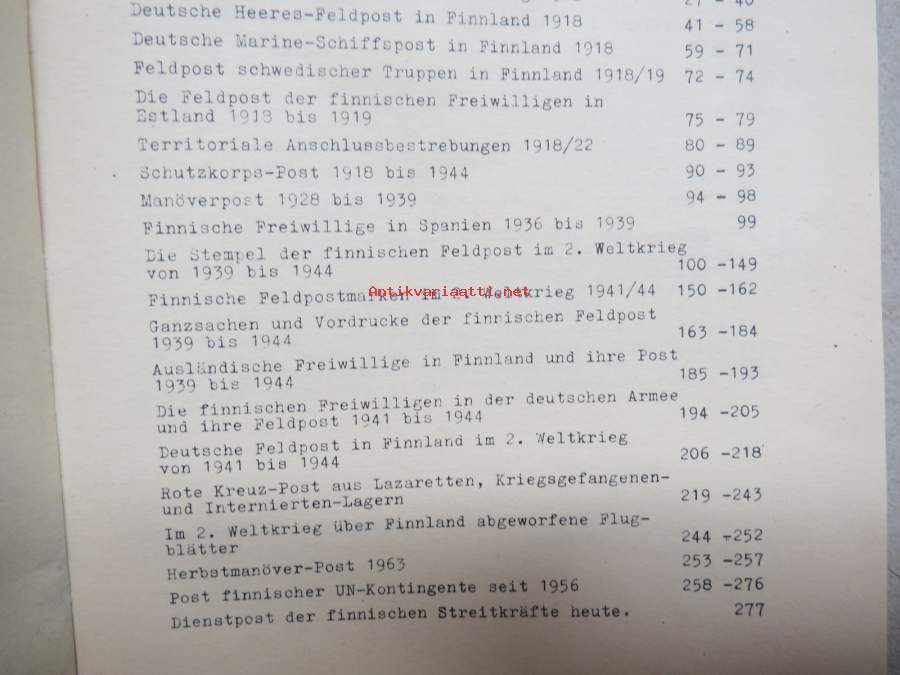 Deutsche Heeres-Feldpost in Finnland 1918 41 - 58
Deutsche Marine-Schiffspost in Finnland 1918 59 - 71
Feldpost schwedischer Truppen in Finnland 1918/19 72 - 74
Die Feldpost der finnischen Freiwilligen in
Estland 1918 bis 1919 75 - 79
Territoriale Anschlussbestrebungen 1918/22 80 - 89
Schutzkorps-Post 1918 bis 1944 90 - 93
Manöverpost 1928 bis 1939 94 - 98
Finnische Freiwillige in Spanien 1936 bis 1939 99
Die Stempel der finnischen Feldpost im 2. Weltkrieg
von 1939 bis 1944 100 -149
Antikvariaatti.net
Finnische Feldpostmarken im 2. Weltkrieg 1941/44 150 -162
Ganzsachen und Vordrucke der finnischen Feldpost
1939 bis 1944 163 -184
Ausländische Freiwillige in Finnland und ihre Post
1939 bis 1944 185 -193
Die finnischen Freiwilligen in der deutschen Armee
und ihre Feldpost 1941 bis 1944 194 -205
Deutsche Feldpost in Finnland im 2. Weltkrieg
von 1941 bis 1944 206 -218
Rote Kreuz-Post aus Lazaretten, Kriegsgefangenen-
und Internierten-Lagern 219 -243
Im 2. Weltkrieg über Finnland abgeworfene Flug-
blätter 244 -252
Herbstmanöver-Post 1963 253 -257
Post finnischer UN-Kontingente seit 1956 258 -276
Dienstpost der finnischen Streitkräfte heute. 277